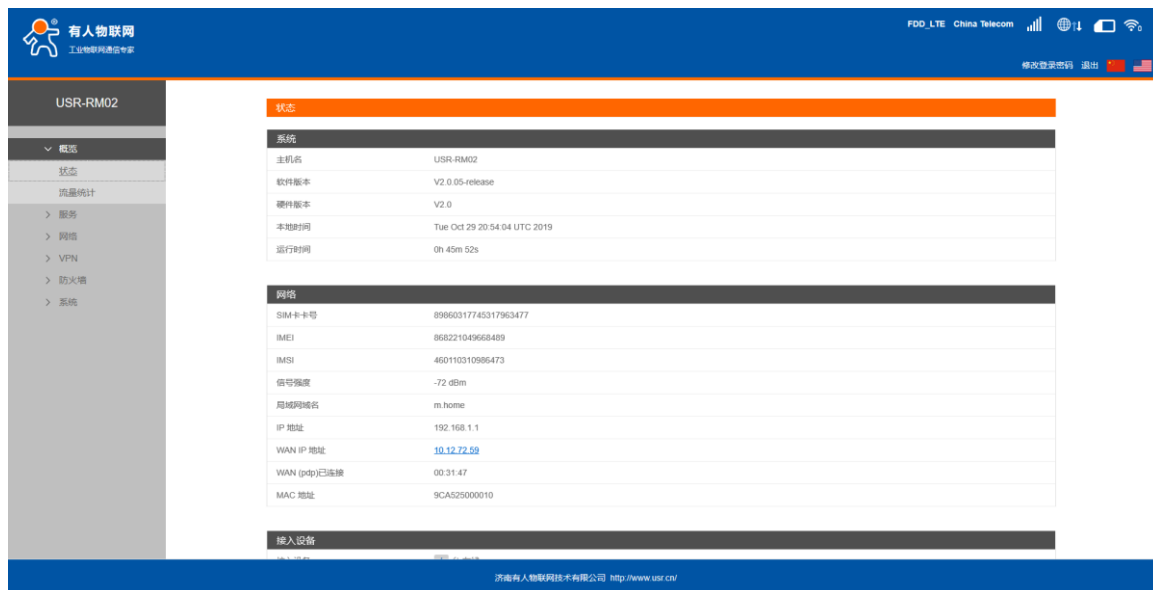 有人物联网
工业物联网通信专家
FDD_LTE China Telecom
修改登录密码 退出
USR-RM02
概览
状态
流量统计
服务
网络
VPN
防火墙
系统
状态
系统
主机名 USR-RM02
软件版本 V2.0.05-release
硬件版本 V2.0
本地时间 Tue Oct 29 20:54:04 UTC 2019
运行时间 0h 45m 52s
网络
SIM卡卡号 89860317745317963477
IMEI 868221049668489
IMSI 460110310986473
信号强度 -72 dBm
局域网域名 m.home
IP 地址 192.168.1.1
WAN IP 地址 10.12.72.59
WAN (pdp)已连接 00:31:47
MAC 地址 9CA525000010
接入设备
济南有人物联网技术有限公司 http://www.usr.cn/